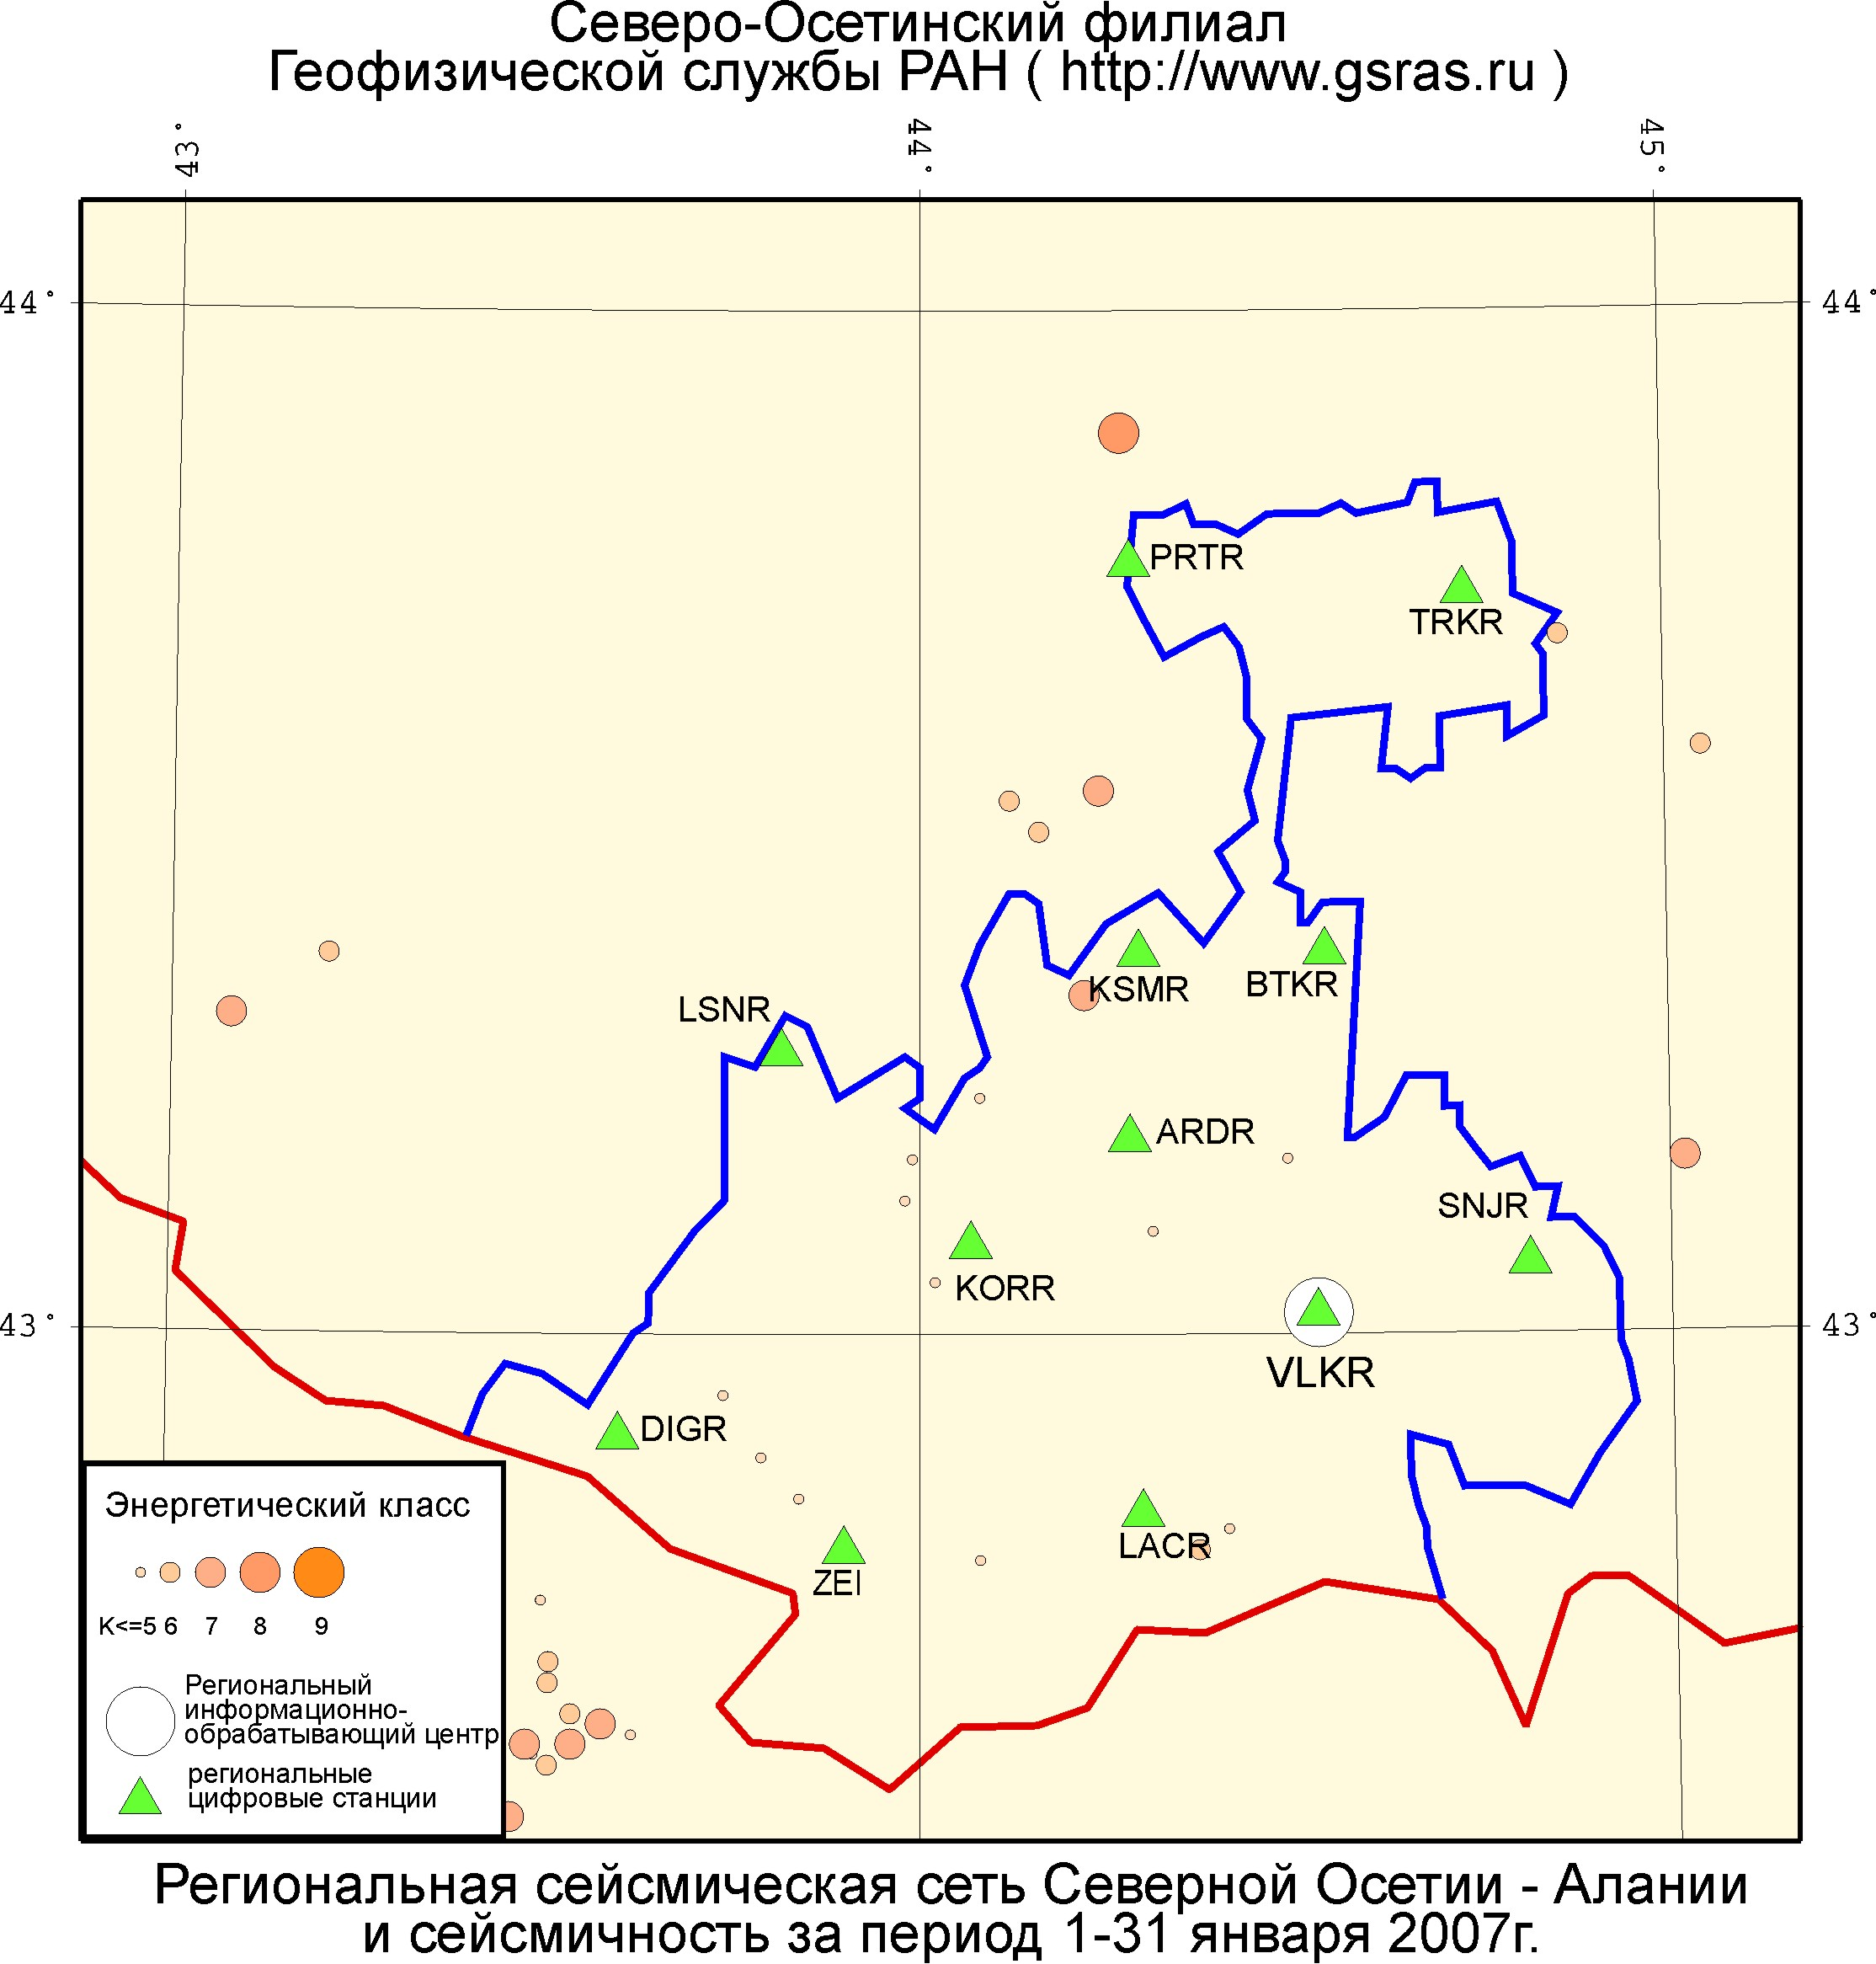 Северо-Осетинский филиал
Геофизической службы РАН ( http://www.gsras.ru )
43°
44°
45°
44°
44°
PRTR
TRKR
KSMR
BTKR
LSNR
ARDR
SNJR
KORR
43°
43°
VLKR
DIGR
LACR
ZEI
Энергетический класс
K<=5 6 7 8 9
Региональный
информационно-
обрабатывающий центр
региональные
цифровые станции
Региональная сейсмическая сеть Северной Осетии - Алании
и сейсмичность за период 1-31 января 2007г.